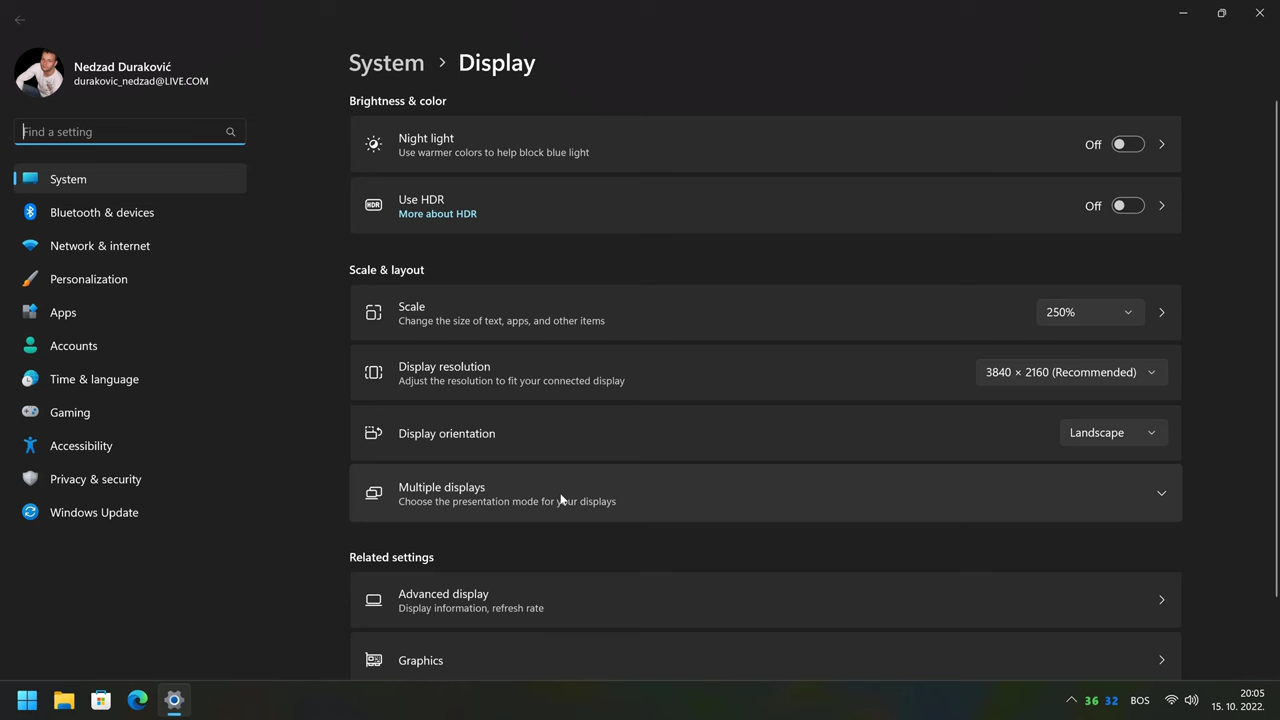 Nedzad Duraković
durakovic_nedzad@LIVE.COM
Find a setting
System
Bluetooth & devices
Network & internet
Personalization
Apps
Accounts
Time & language
Gaming
Accessibility
Privacy & security
Windows Update
System > Display
Brightness & color
Night light
Use warmer colors to help block blue light
Off
HDR
Use HDR
More about HDR
Off
Scale & layout
Scale
Change the size of text, apps, and other items
250%
Display resolution
Adjust the resolution to fit your connected display
3840 × 2160 (Recommended)
Display orientation
Landscape
Multiple displays
Choose the presentation mode for your displays
Related settings
Advanced display
Display information, refresh rate
Graphics
36 32 BOS
20:05
15. 10. 2022.